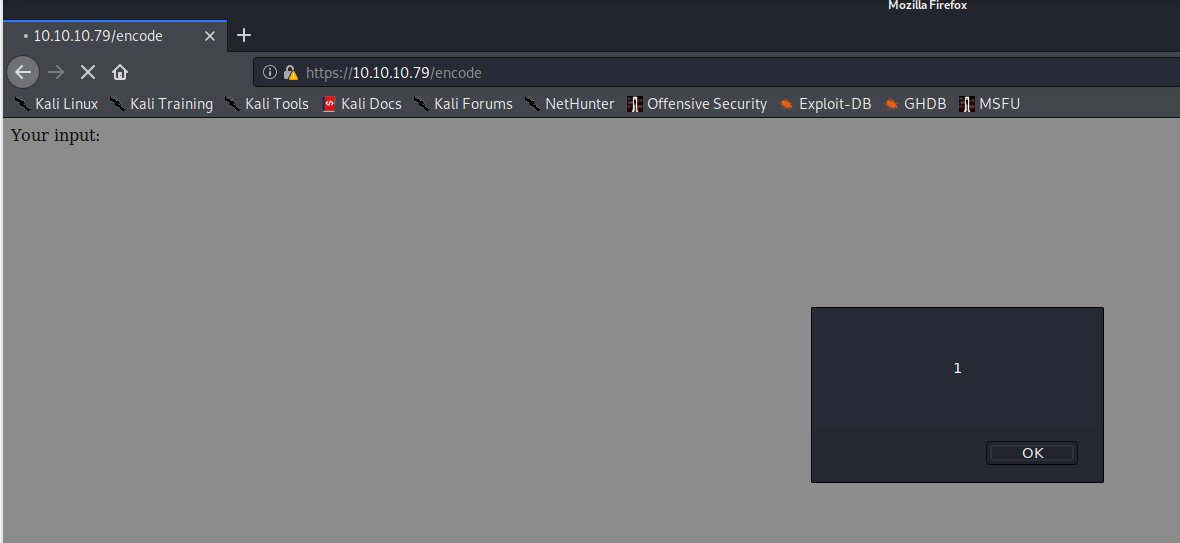 Mozilla Firefox
10.10.10.79/encode
https://10.10.10.79/encode
Kali Linux Kali Training Kali Tools Kali Docs Kali Forums NetHunter Offensive Security Exploit-DB GHDB MSFU
Your input:
1
OK